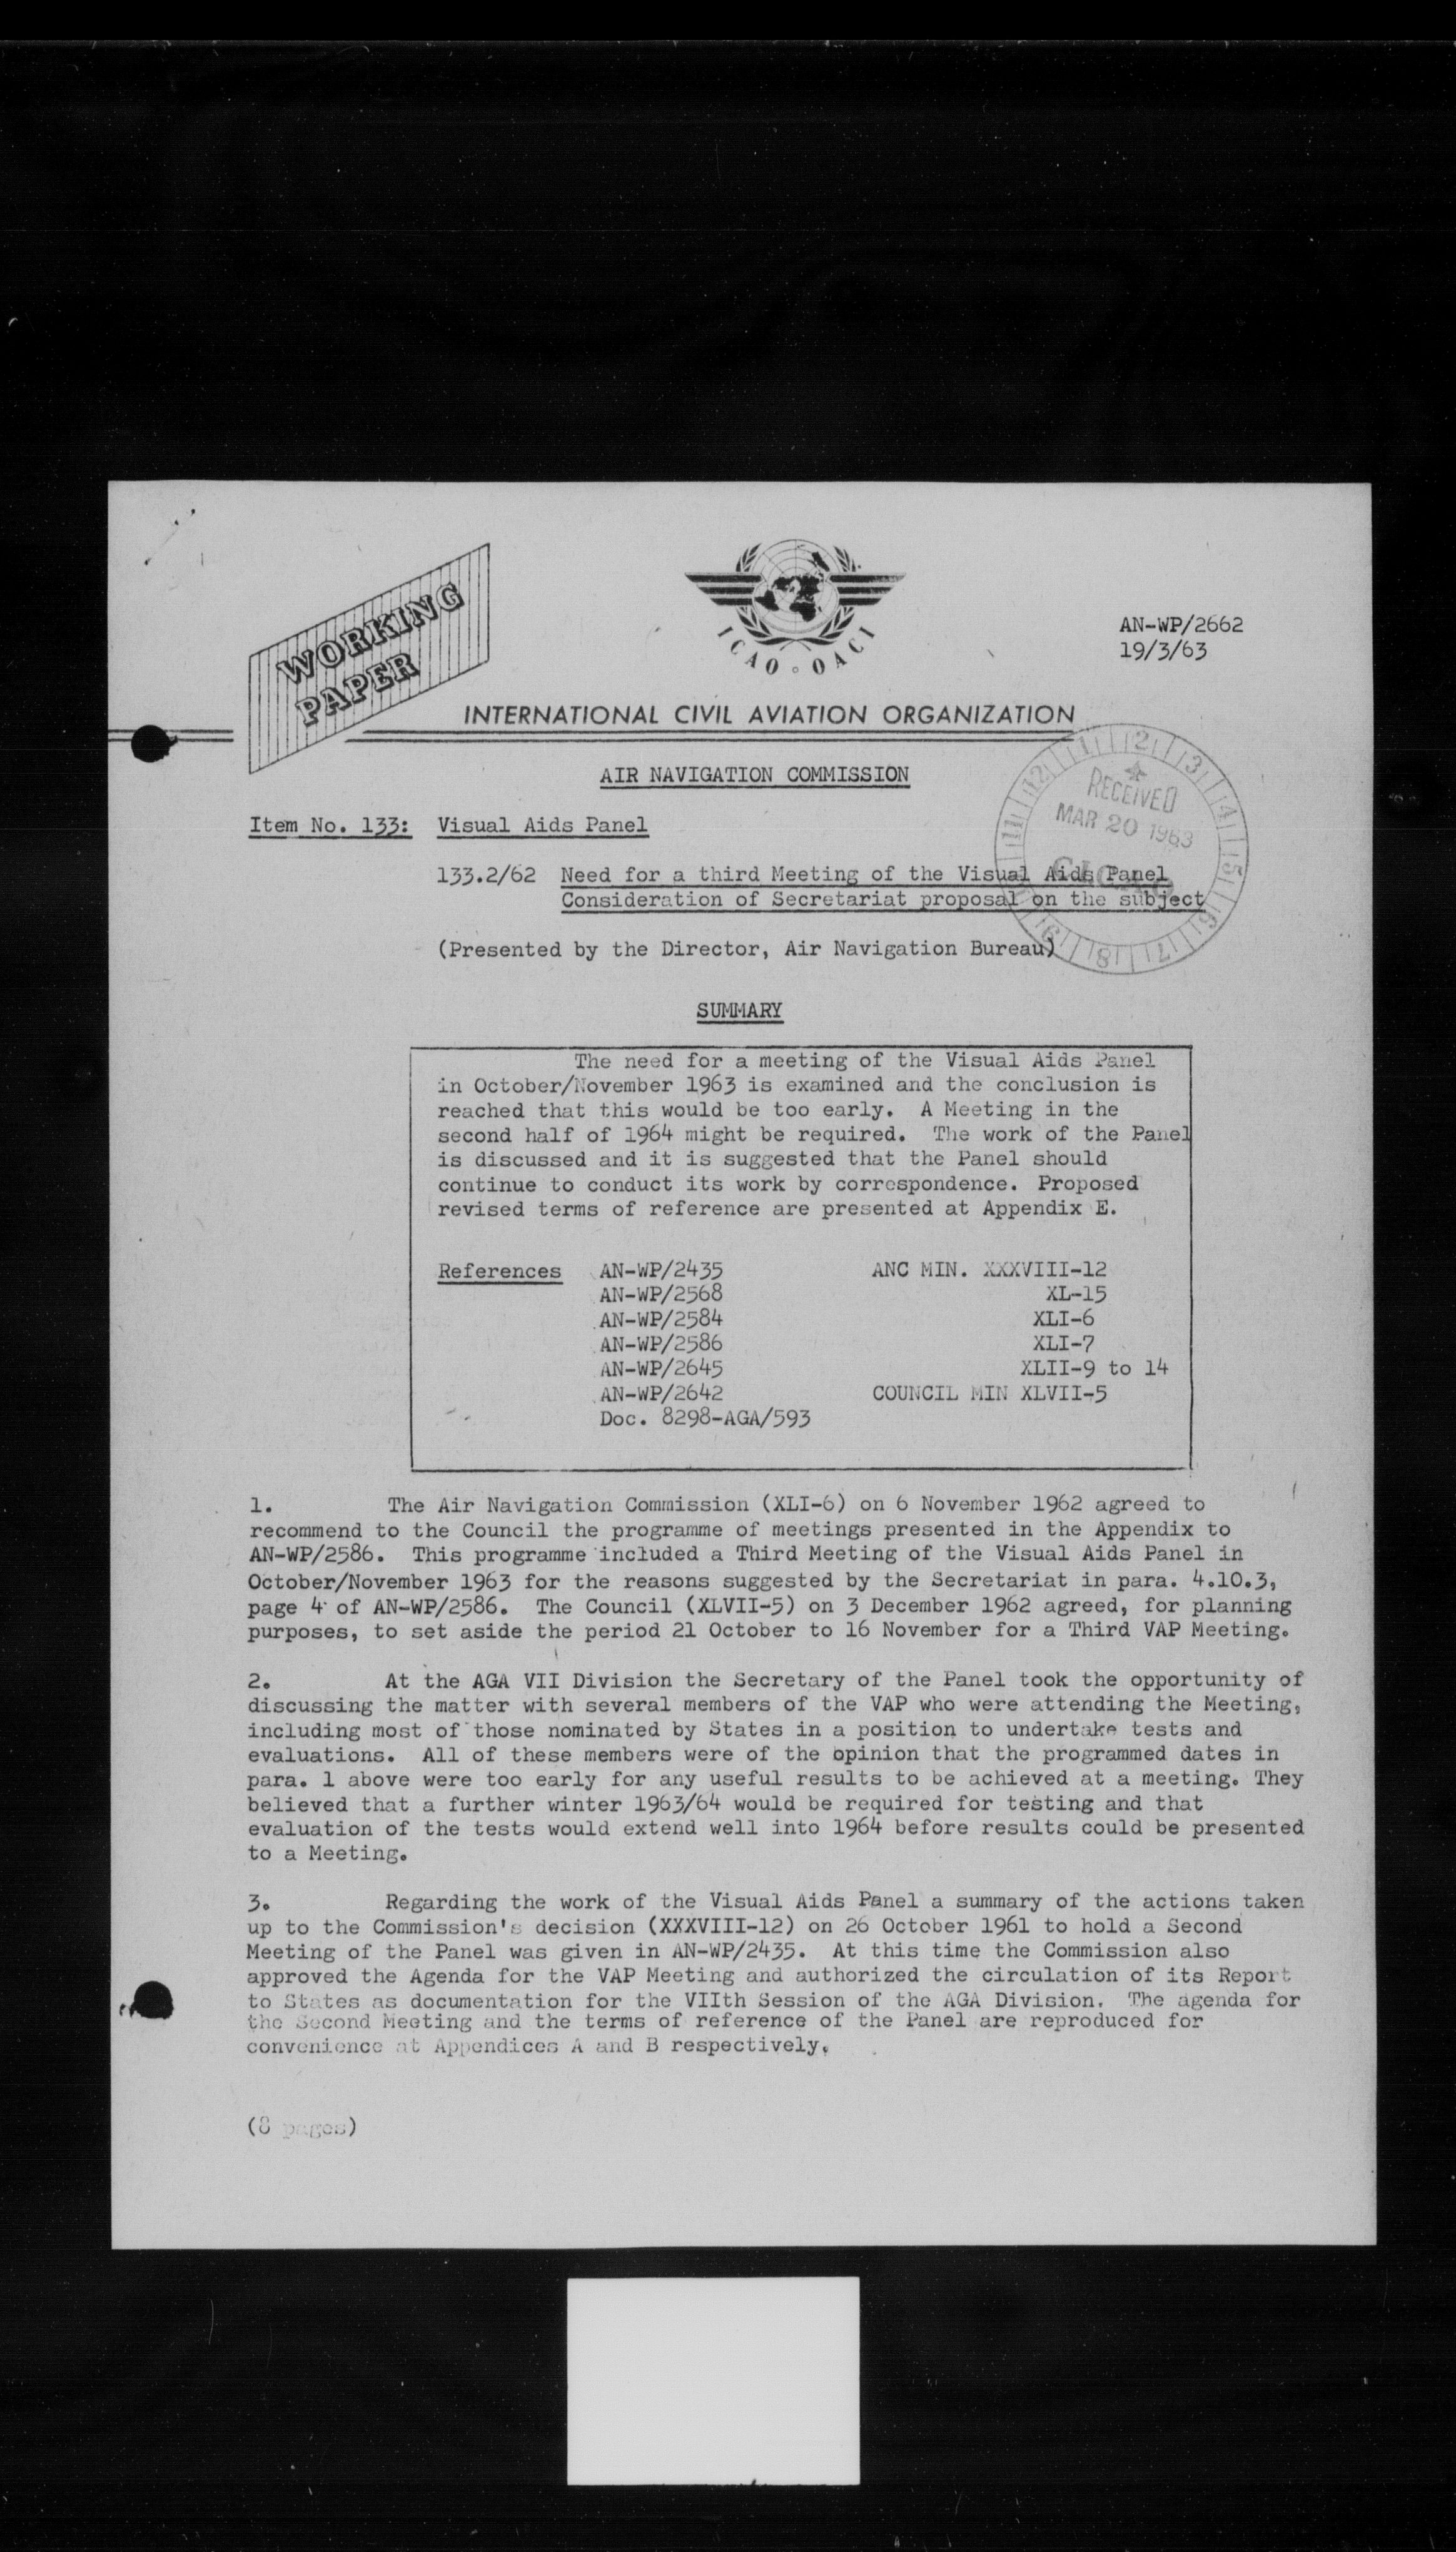 WORKING
PAPER
ICAO · OACI
AN-WP/2662
19/3/63
INTERNATIONAL CIVIL AVIATION ORGANIZATION
AIR NAVIGATION COMMISSION
RECEIVED
MAR 20 1963
Item No. 133: Visual Aids Panel
133.2/62 Need for a third Meeting of the Visual Aids Panel
Consideration of Secretariat proposal on the subject
(Presented by the Director, Air Navigation Bureau)
SUMMARY
The need for a meeting of the Visual Aids Panel
in October/November 1963 is examined and the conclusion is
reached that this would be too early. A Meeting in the
second half of 1964 might be required. The work of the Panel
is discussed and it is suggested that the Panel should
continue to conduct its work by correspondence. Proposed
revised terms of reference are presented at Appendix E.
References AN-WP/2435 ANC MIN. XXXVIII-12
AN-WP/2568 XL-15
AN-WP/2584 XLI-6
AN-WP/2586 XLI-7
AN-WP/2645 XLII-9 to 14
AN-WP/2642 COUNCIL MIN XLVII-5
Doc. 8298-AGA/593
1. The Air Navigation Commission (XLI-6) on 6 November 1962 agreed to
recommend to the Council the programme of meetings presented in the Appendix to
AN-WP/2586. This programme included a Third Meeting of the Visual Aids Panel in
October/November 1963 for the reasons suggested by the Secretariat in para. 4.10.3,
page 4 of AN-WP/2586. The Council (XLVII-5) on 3 December 1962 agreed, for planning
purposes, to set aside the period 21 October to 16 November for a Third VAP Meeting.
2. At the AGA VII Division the Secretary of the Panel took the opportunity of
discussing the matter with several members of the VAP who were attending the Meeting,
including most of those nominated by States in a position to undertake tests and
evaluations. All of these members were of the opinion that the programmed dates in
para. 1 above were too early for any useful results to be achieved at a meeting. They
believed that a further winter 1963/64 would be required for testing and that
evaluation of the tests would extend well into 1964 before results could be presented
to a Meeting.
3. Regarding the work of the Visual Aids Panel a summary of the actions taken
up to the Commission's decision (XXXVIII-12) on 26 October 1961 to hold a Second
Meeting of the Panel was given in AN-WP/2435. At this time the Commission also
approved the Agenda for the VAP Meeting and authorized the circulation of its Report
to States as documentation for the VIIth Session of the AGA Division. The agenda for
the Second Meeting and the terms of reference of the Panel are reproduced for
convenience at Appendices A and B respectively.
(8 pages)